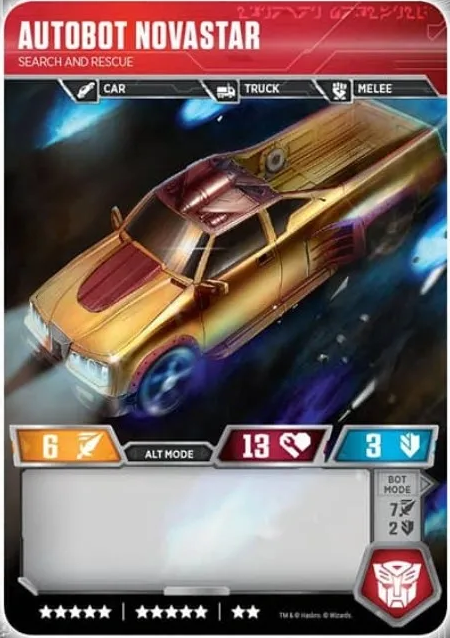 AUTOBOT NOVASTAR
SEARCH AND RESCUE
CAR TRUCK MELEE
6 ALT MODE 13 3
BOT
MODE
7
2
TM & © Hasbro. © Wizards.